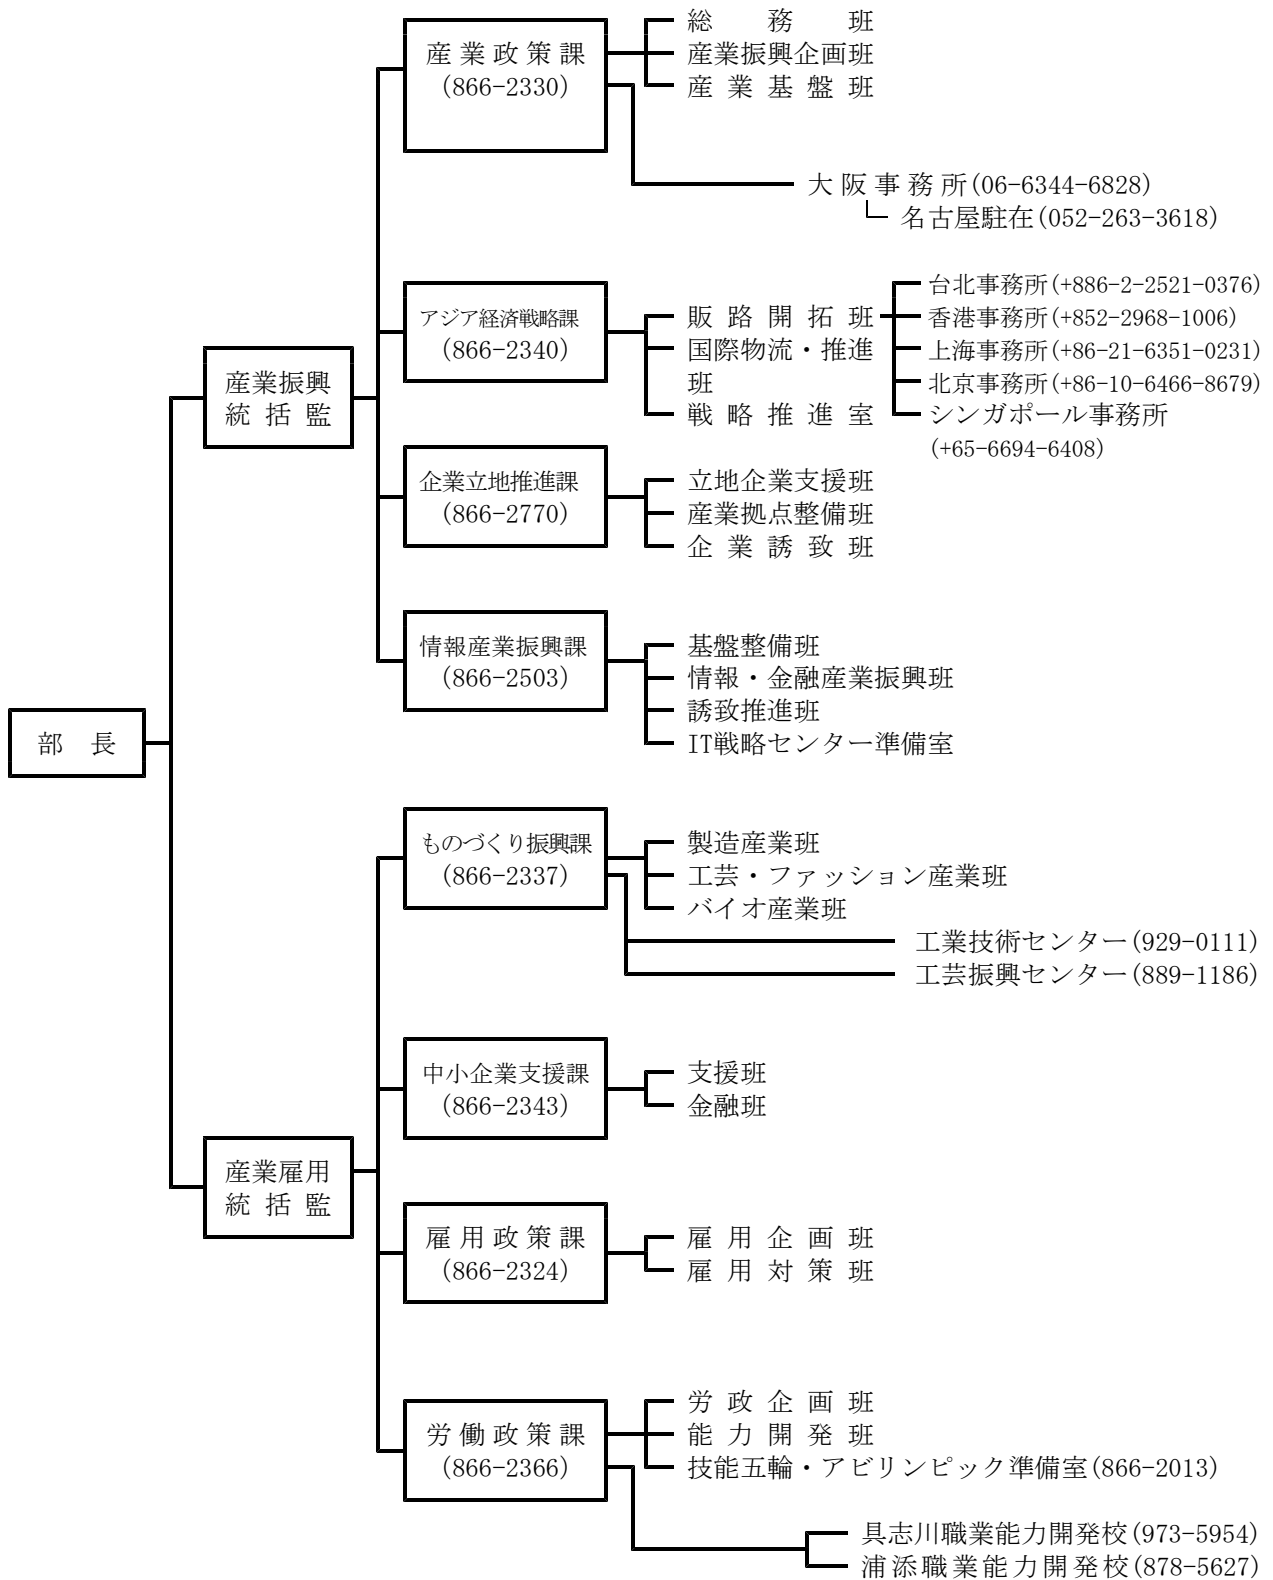 部 長
産業振興
統 括 監
産 業 政 策 課
(866-2330)
総 務 班
産業振興企画班
産 業 基 盤 班
大 阪 事 務 所(06-6344-6828)
名古屋駐在(052-263-3618)
アジア経済戦略課
(866-2340)
販 路 開 拓 班
国際物流・推進
班
戦 略 推 進 室
台北事務所(+886-2-2521-0376)
香港事務所(+852-2968-1006)
上海事務所(+86-21-6351-0231)
北京事務所(+86-10-6466-8679)
シンガポール事務所
(+65-6694-6408)
企業立地推進課
(866-2770)
立地企業支援班
産業拠点整備班
企 業 誘 致 班
情報産業振興課
(866-2503)
基盤整備班
情報・金融産業振興班
誘致推進班
IT戦略センター準備室
産業雇用
統 括 監
ものづくり振興課
(866-2337)
製造産業班
工芸・ファッション産業班
バイオ産業班
工業技術センター(929-0111)
工芸振興センター(889-1186)
中小企業支援課
(866-2343)
支援班
金融班
雇 用 政 策 課
(866-2324)
雇 用 企 画 班
雇 用 対 策 班
労 働 政 策 課
(866-2366)
労 政 企 画 班
能 力 開 発 班
技能五輪・アビリンピック準備室(866-2013)
具志川職業能力開発校(973-5954)
浦添職業能力開発校(878-5627)